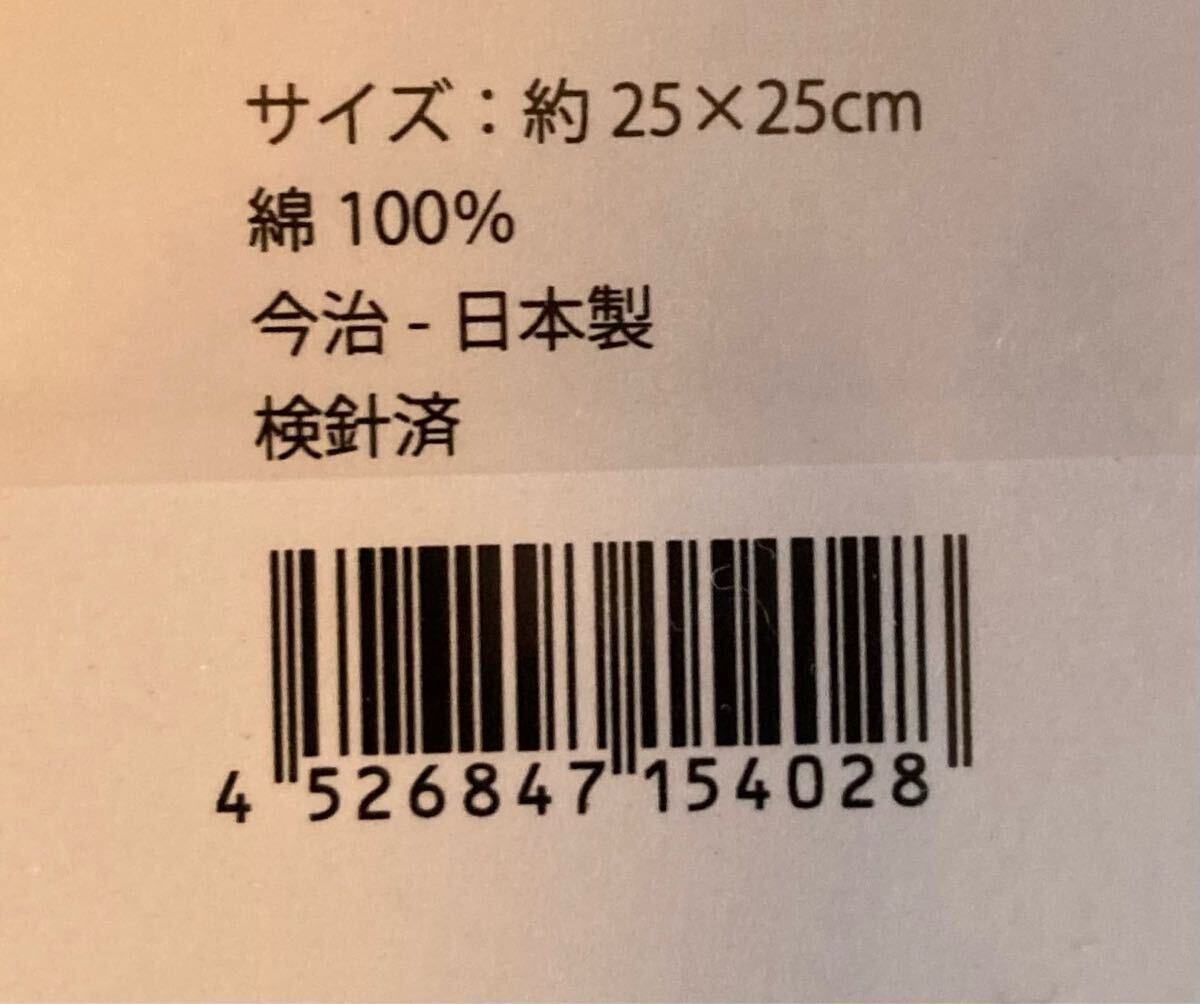 サイズ：約 25×25cm
綿 100%
今治 - 日本製
検針済
4 526847 154028